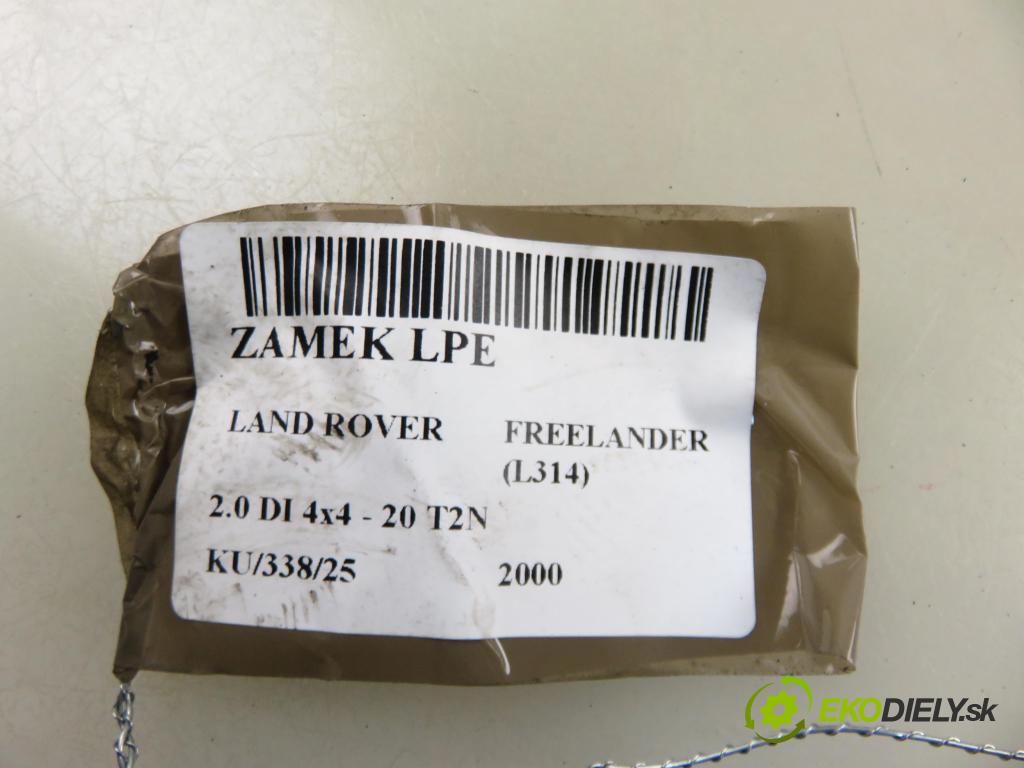 ZAMEK LPE
LAND ROVER
FREELANDER
(L314)
2.0 DI 4x4 - 20 T2N
KU/338/25
2000
EKODIELY.sk